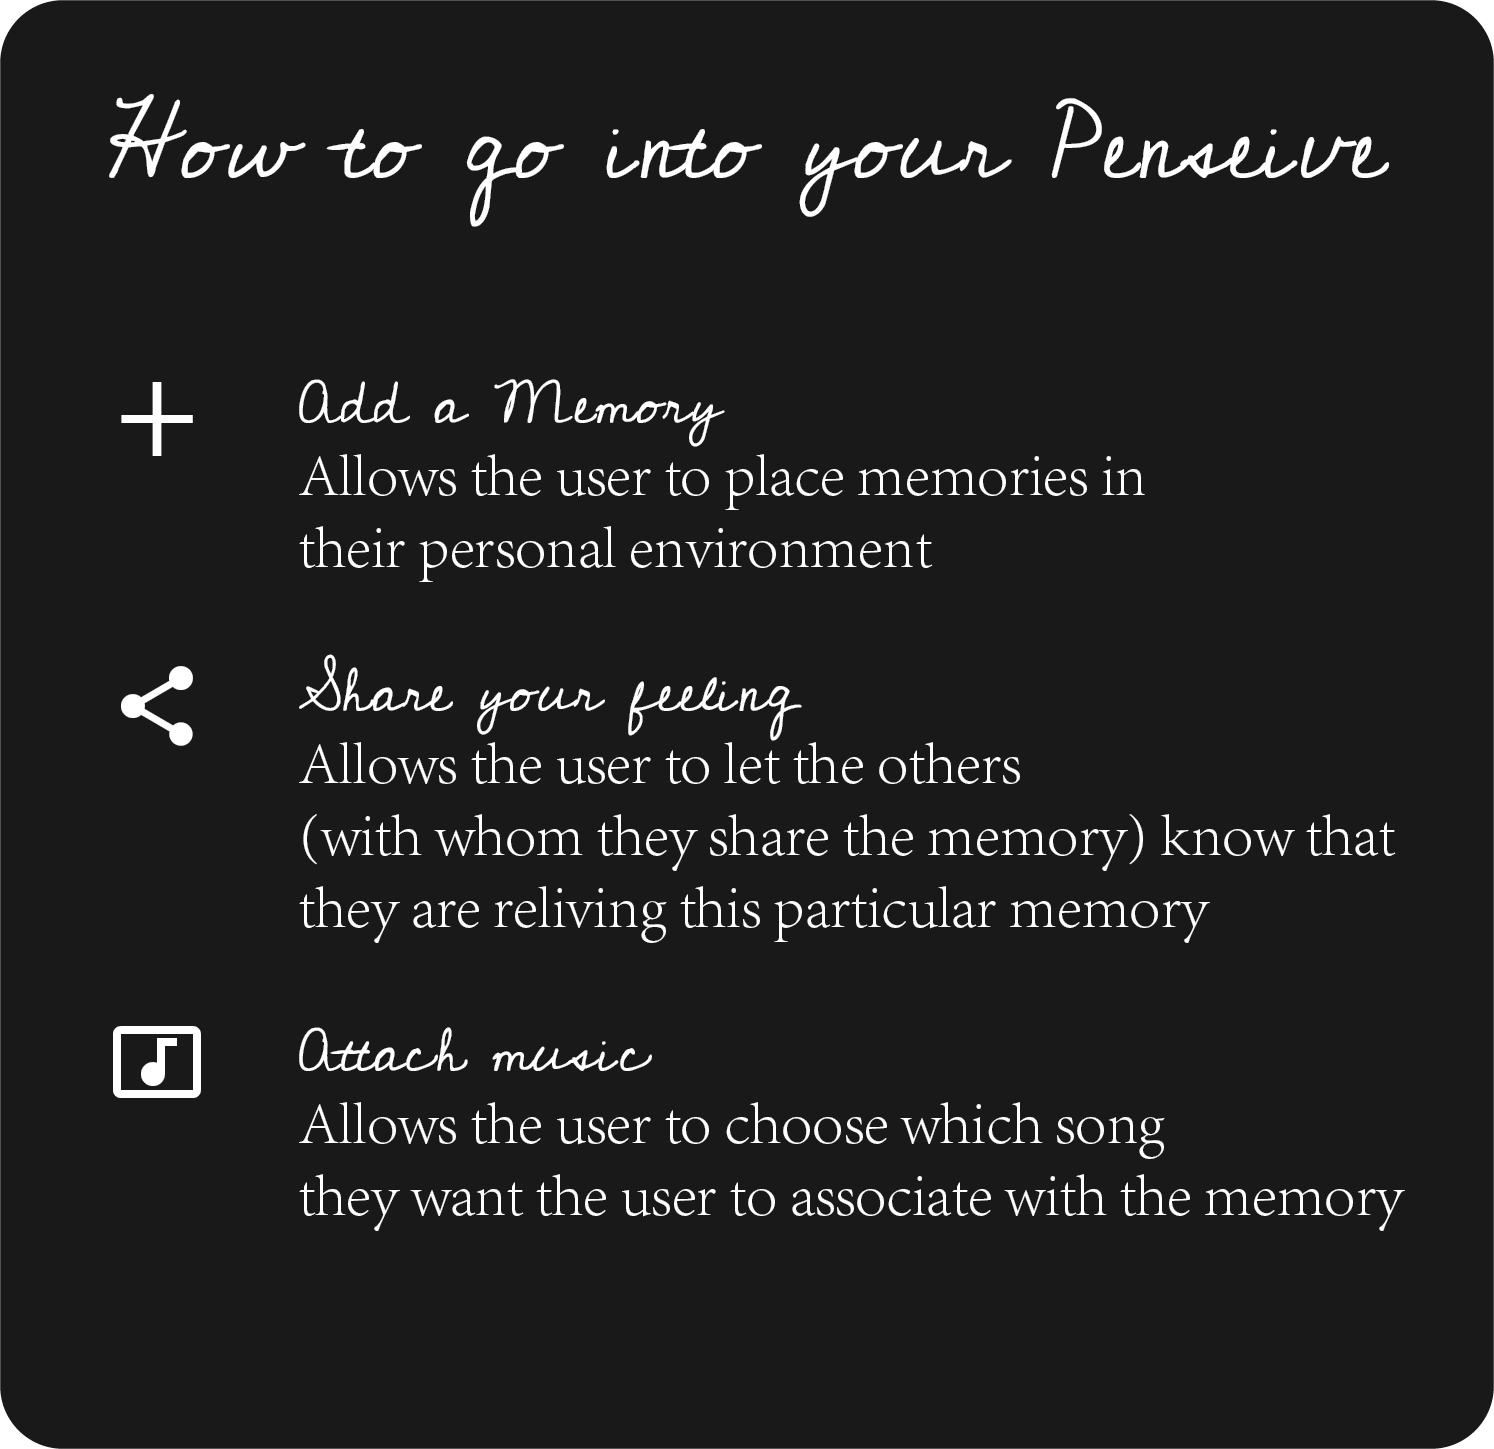 How to go into your Penseive
Add a Memory
Allows the user to place memories in
their personal environment
Share your feeling
Allows the user to let the others
(with whom they share the memory) know that
they are reliving this particular memory
Attach music
Allows the user to choose which song
they want the user to associate with the memory